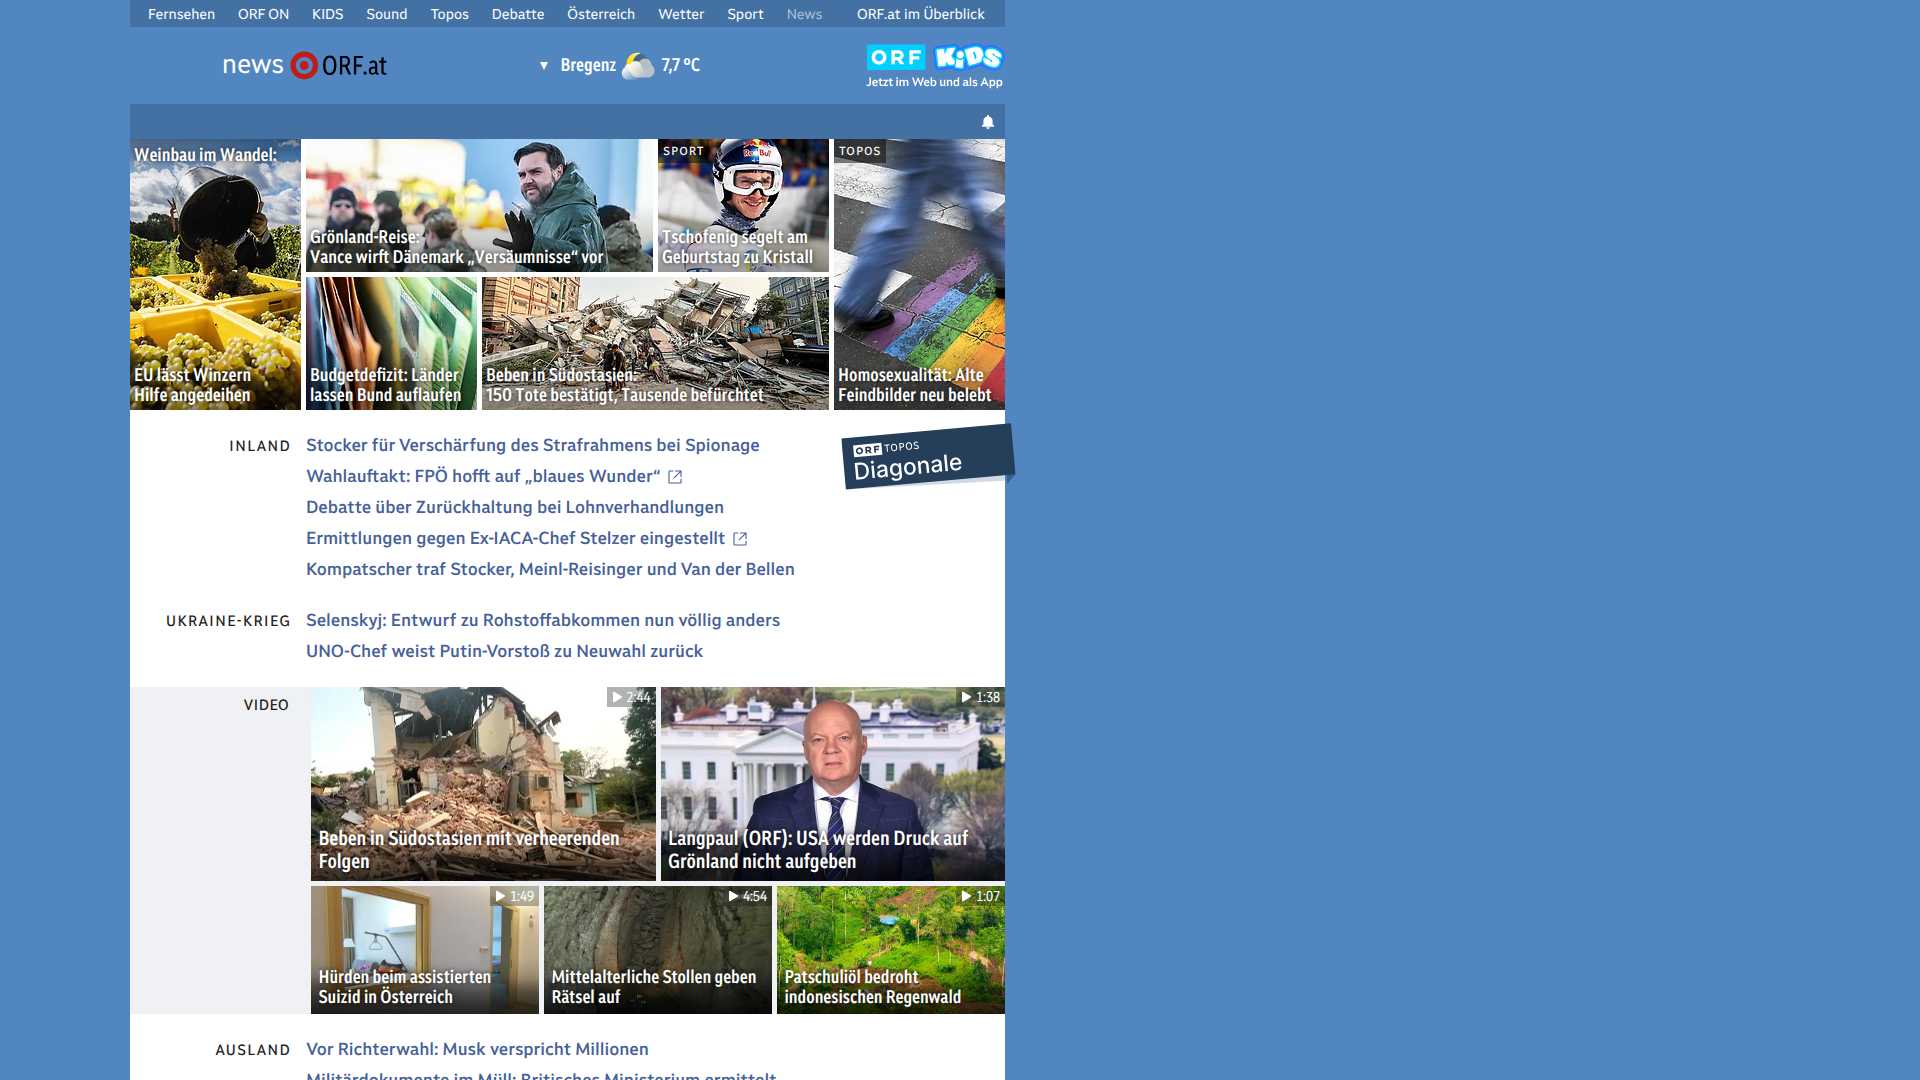 Fernsehen ORF ON KIDS Sound Topos Debatte Österreich Wetter Sport News ORF.at im Überblick
news ORF.at
▼ Bregenz 7,7 °C
ORF KiDS
Jetzt im Web und als App
Weinbau im Wandel:
EU lässt Winzern
Hilfe angedeihen
Grönland-Reise:
Vance wirft Dänemark „Versäumnisse“ vor
SPORT
Red Bull
Tschofenig segelt am
Geburtstag zu Kristall
TOPOS
Homosexualität: Alte
Feindbilder neu belebt
Budgetdefizit: Länder
lassen Bund auflaufen
Beben in Südostasien:
150 Tote bestätigt, Tausende befürchtet
INLAND
Stocker für Verschärfung des Strafrahmens bei Spionage
Wahlauftakt: FPÖ hofft auf „blaues Wunder“
Debatte über Zurückhaltung bei Lohnverhandlungen
Ermittlungen gegen Ex-IACA-Chef Stelzer eingestellt
Kompatscher traf Stocker, Meinl-Reisinger und Van der Bellen
ORF TOPOS
Diagonale
UKRAINE-KRIEG
Selenskyj: Entwurf zu Rohstoffabkommen nun völlig anders
UNO-Chef weist Putin-Vorstoß zu Neuwahl zurück
VIDEO
2:44
Beben in Südostasien mit verheerenden
Folgen
1:38
Langpaul (ORF): USA werden Druck auf
Grönland nicht aufgeben
1:49
Hürden beim assistierten
Suizid in Österreich
4:54
Mittelalterliche Stollen geben
Rätsel auf
1:07
Patschuliöl bedroht
indonesischen Regenwald
AUSLAND
Vor Richterwahl: Musk verspricht Millionen
Militärdokumente im Müll: Britisches Ministerium ermittelt